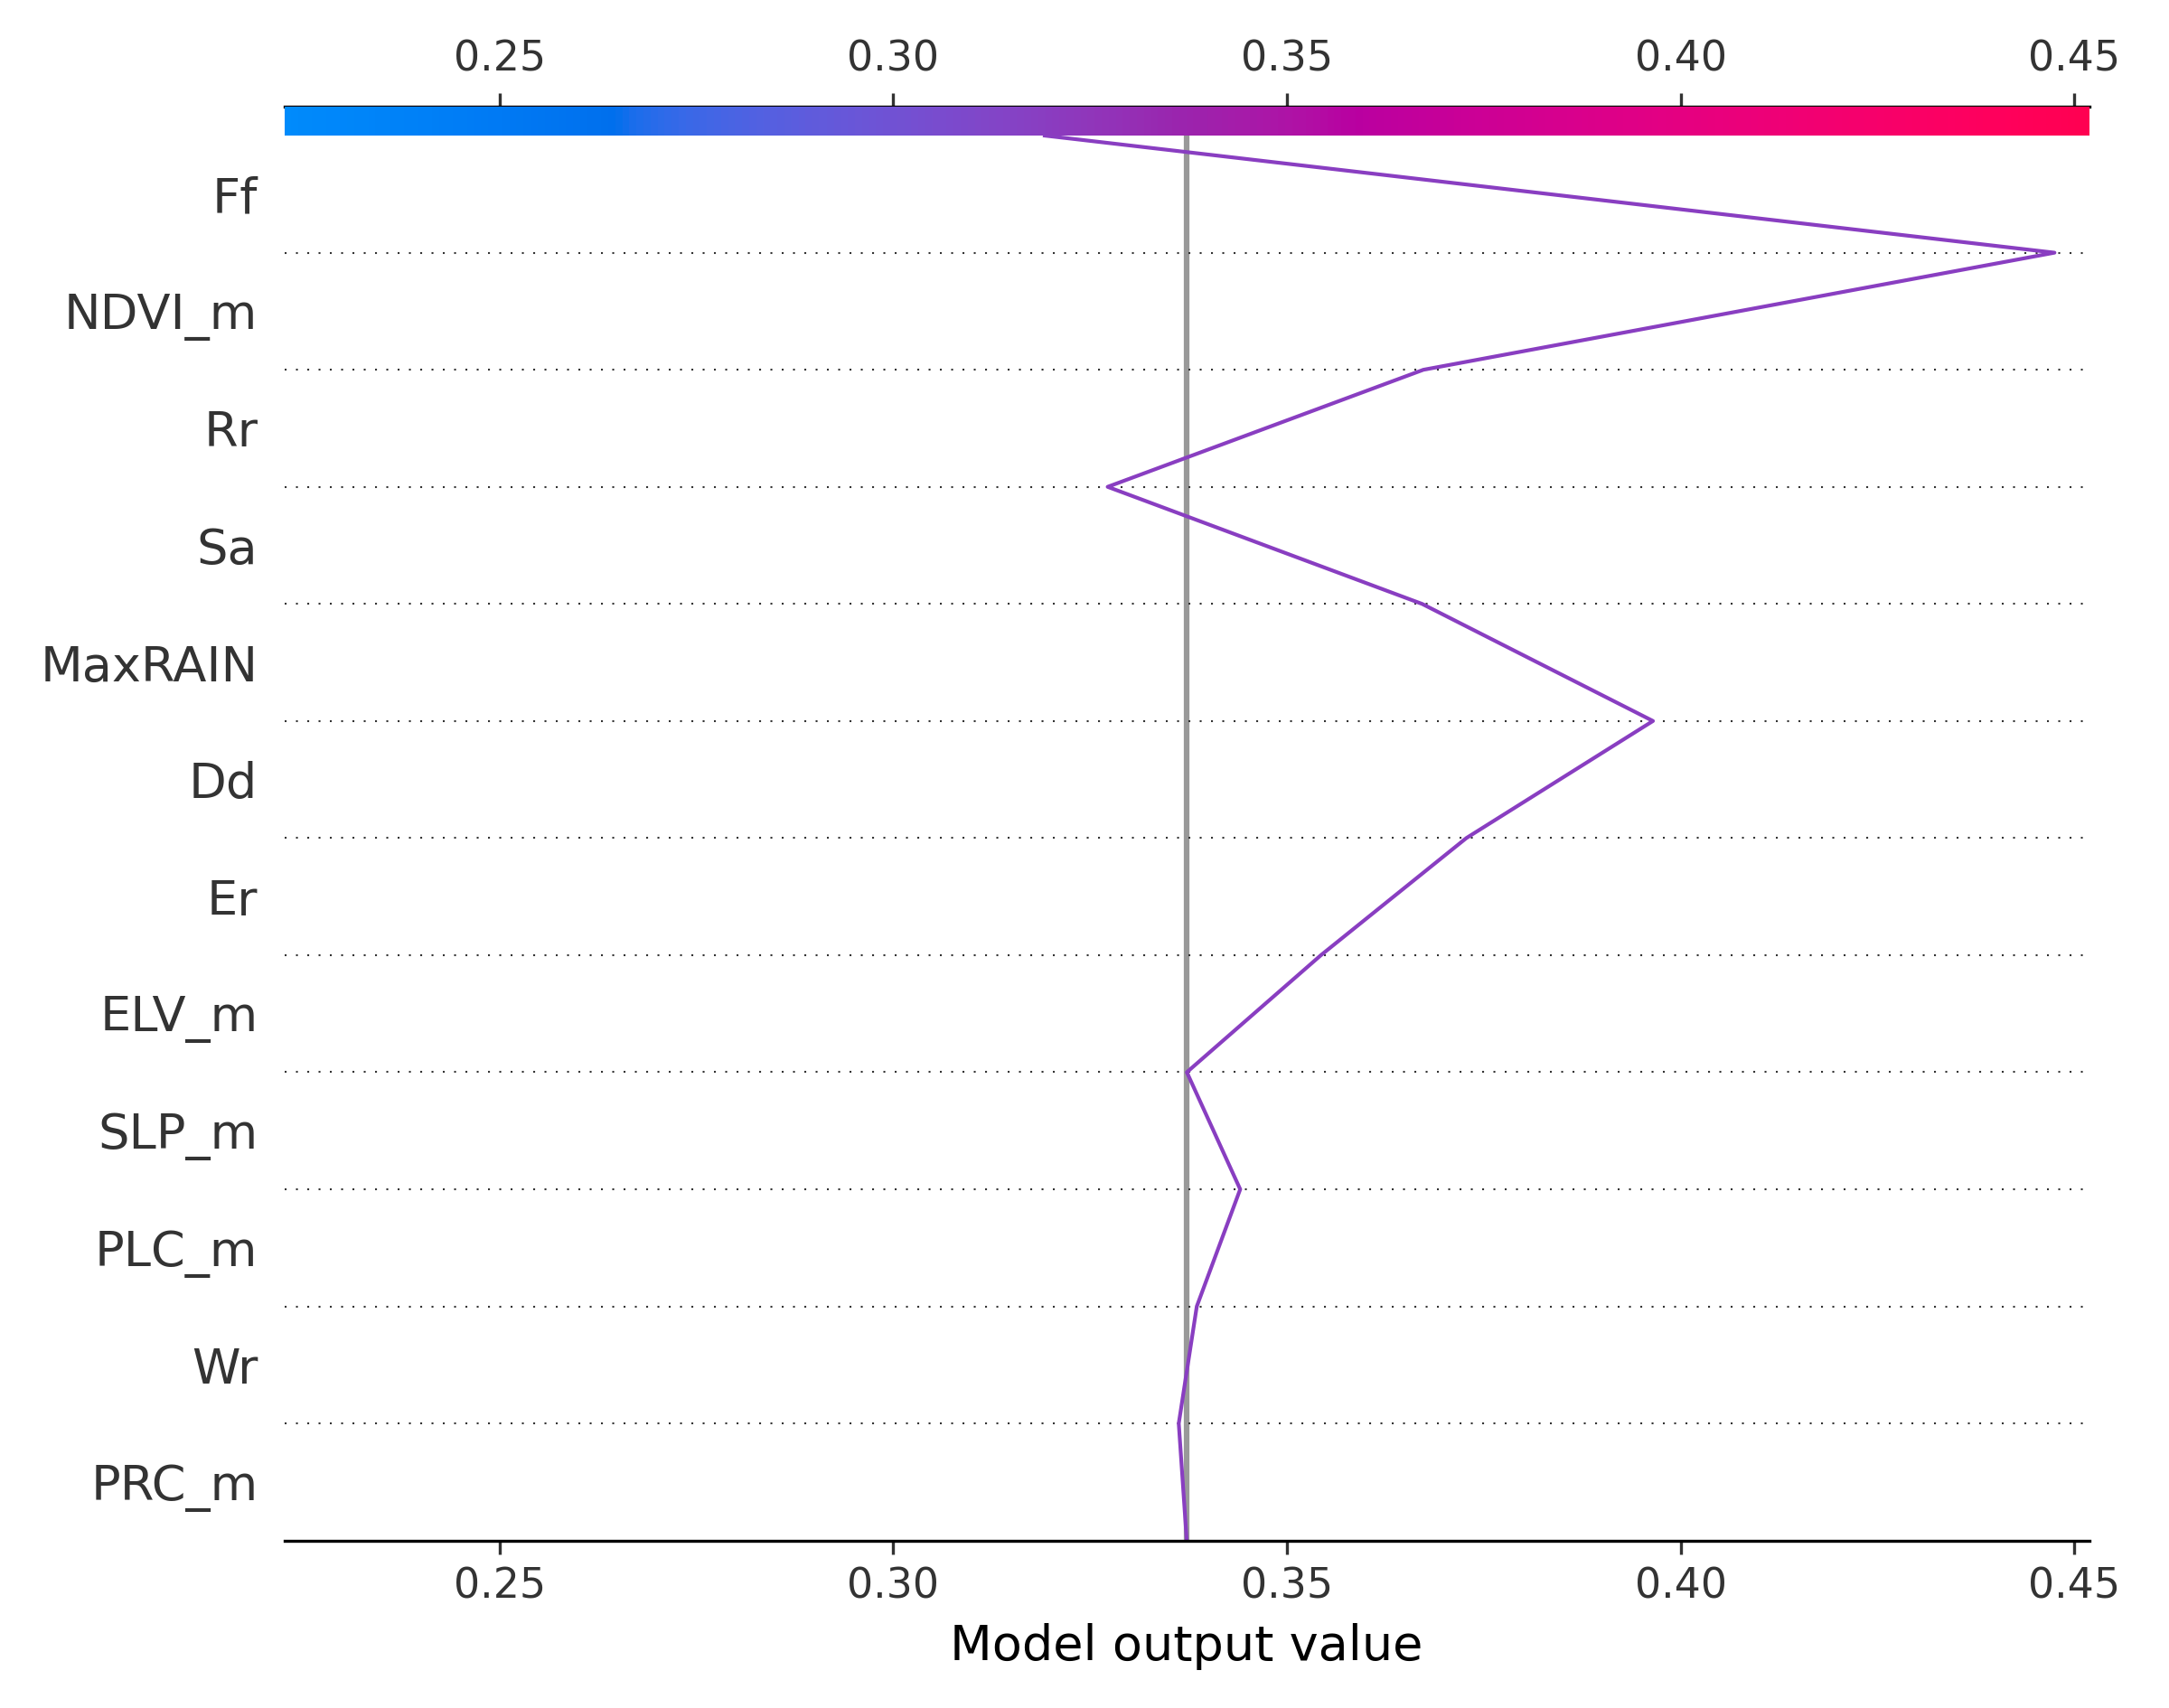 0.25 0.30 0.35 0.40 0.45
Ff
NDVI_m
Rr
Sa
MaxRAIN
Dd
Er
ELV_m
SLP_m
PLC_m
Wr
PRC_m
0.25 0.30 0.35 0.40 0.45
Model output value